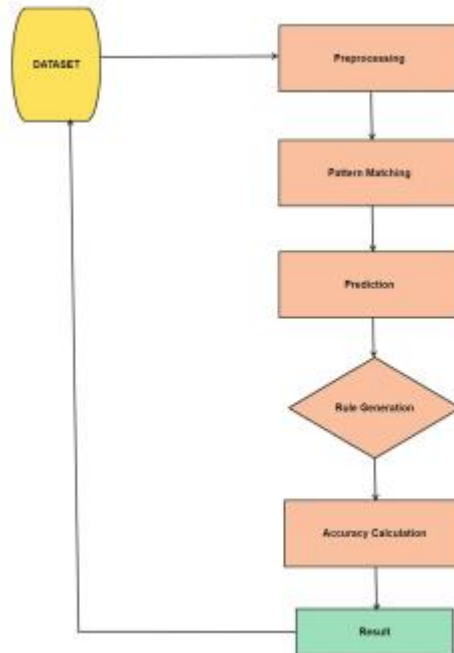 DATASET
Preprocessing
Pattern Matching
Prediction
Rule Generation
Accuracy Calculation
Result